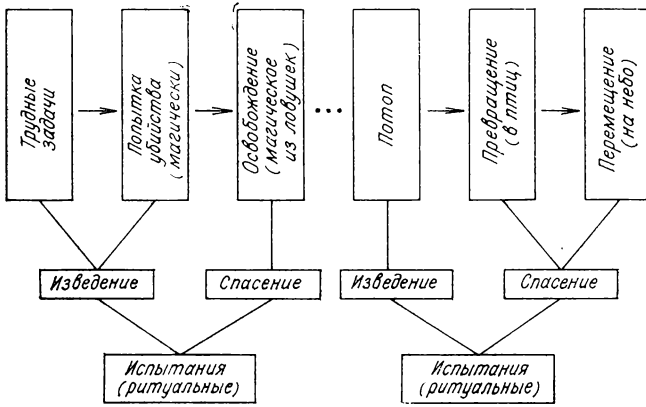 Трудные
задачи
Попытка
убийства
(магически)
Освобождение
(магическое
из ловушек)
...
Потоп
Превращение
(в птиц)
Перемещение
(на небо)
Изведение
Спасение
Изведение
Спасение
Испытания
(ритуальные)
Испытания
(ритуальные)